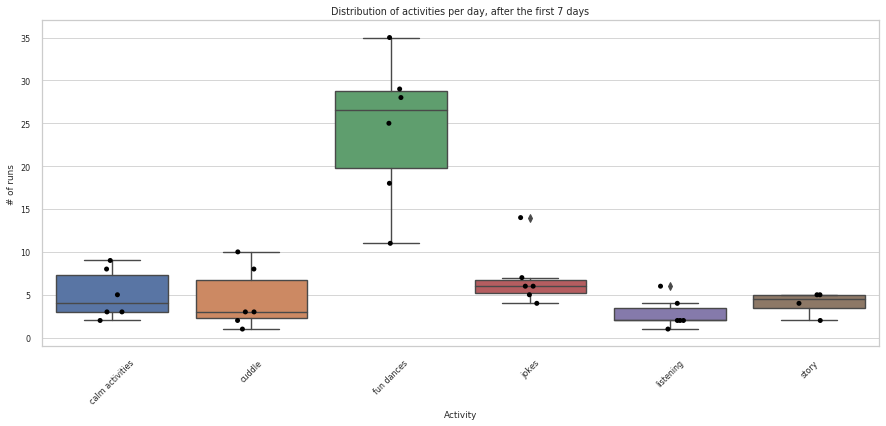 Distribution of activities per day, after the first 7 days
# of runs
35
30
25
20
15
10
5
0
calm activities
cuddle
fun dances
jokes
listening
story
Activity